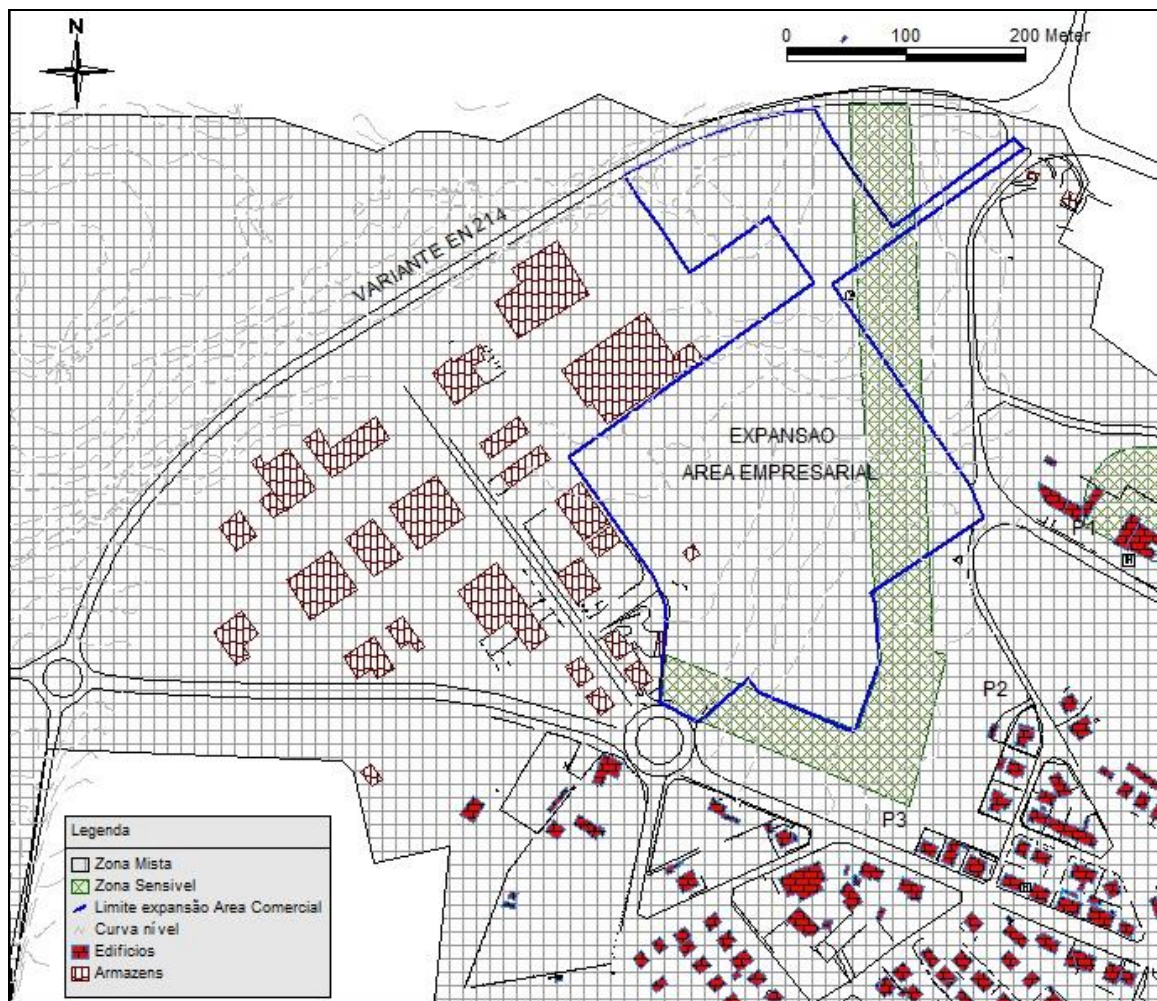 N
0 100 200 Meter
VARIANTE EN 214
EXPANSAO
AREA EMPRESARIAL
P1
P2
P3
Legenda
Zona Mista
Zona Sensivel
Limite expansão Area Comercial
Curva nível
Edificios
Armazens